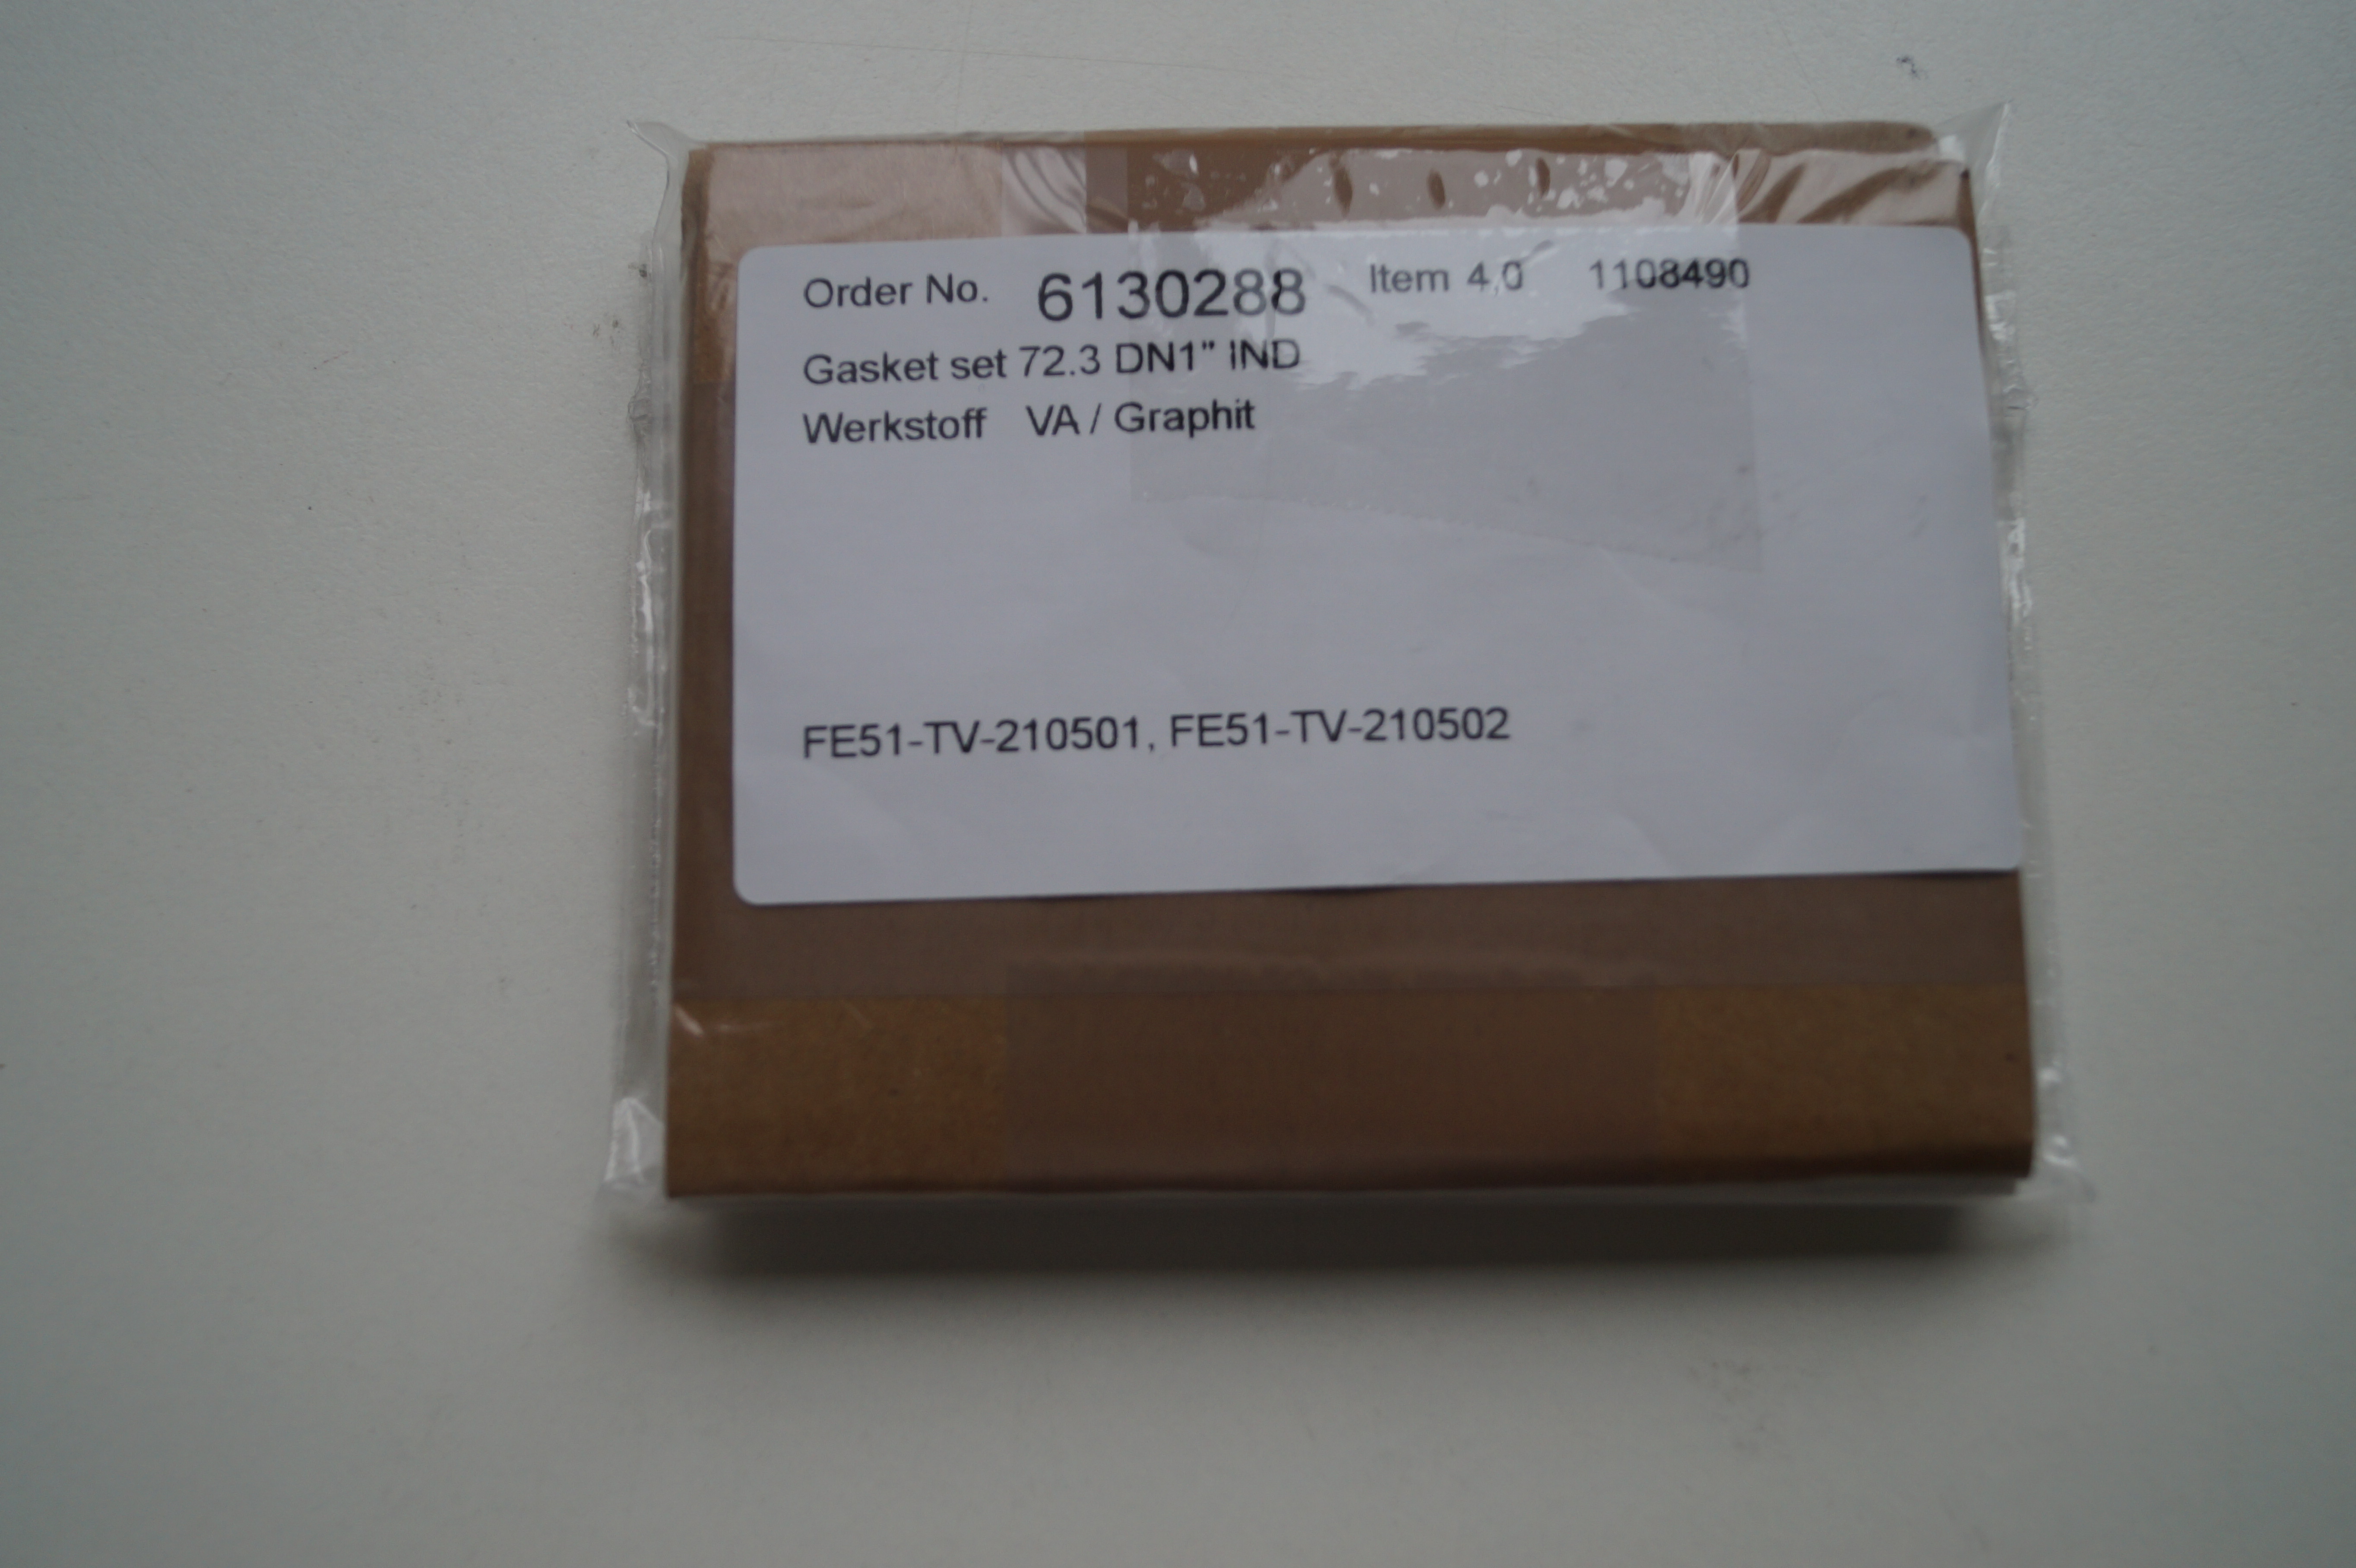 Order No. 6130288 Item 4,0 1108490
Gasket set 72.3 DN1" IND
Werkstoff VA / Graphit
FE51-TV-210501, FE51-TV-210502